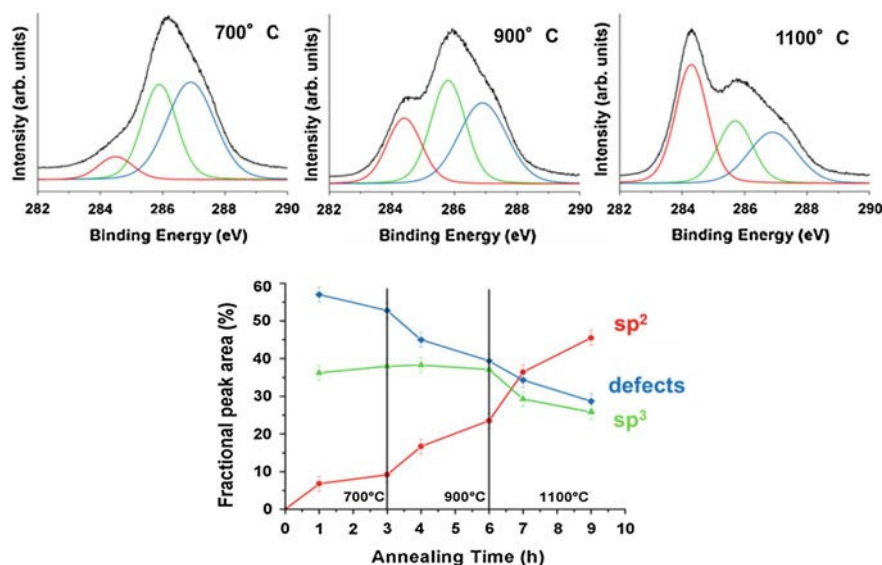 700° C
900° C
1100° C
Intensity (arb. units)
Intensity (arb. units)
Intensity (arb. units)
282 284 286 288 290
282 284 286 288 290
282 284 286 288 290
Binding Energy (eV)
Binding Energy (eV)
Binding Energy (eV)
Fractional peak area (%)
60
50
40
30
20
10
0
sp²
defects
sp³
700°C
900°C
1100°C
0 1 2 3 4 5 6 7 8 9 10
Annealing Time (h)